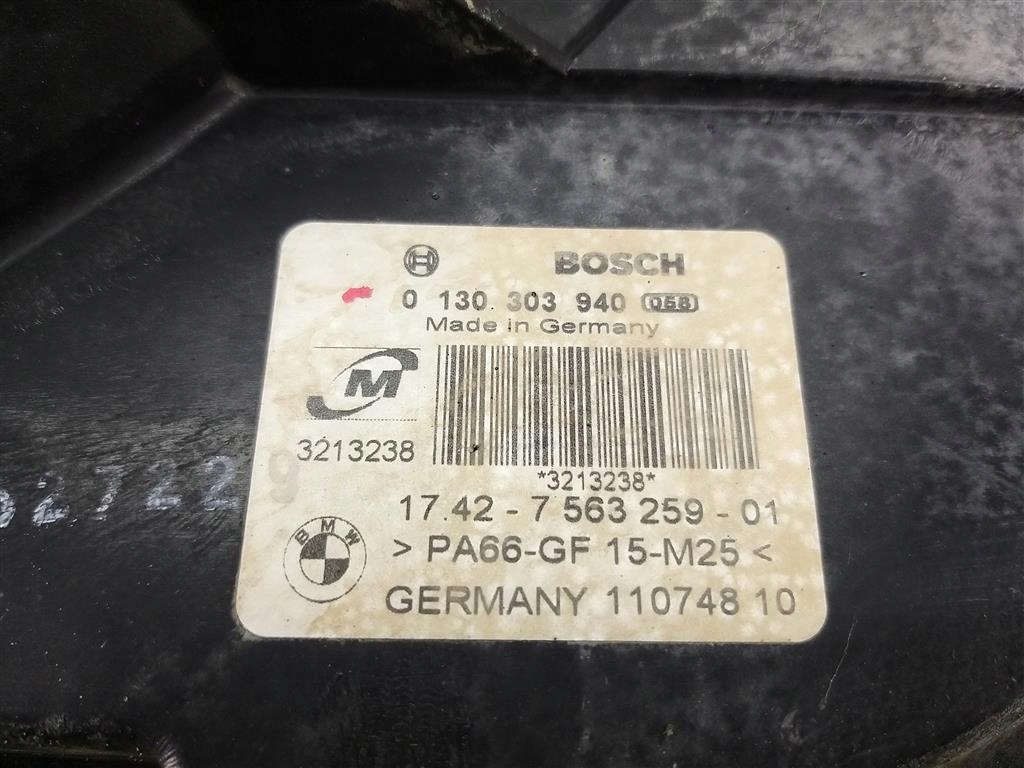 BOSCH
0 130 303 940 058
Made in Germany
M
3213238
*3213238*
17.42 - 7 563 259 - 01
BMW
> PA66-GF 15-M25 <
GERMANY 110748 10